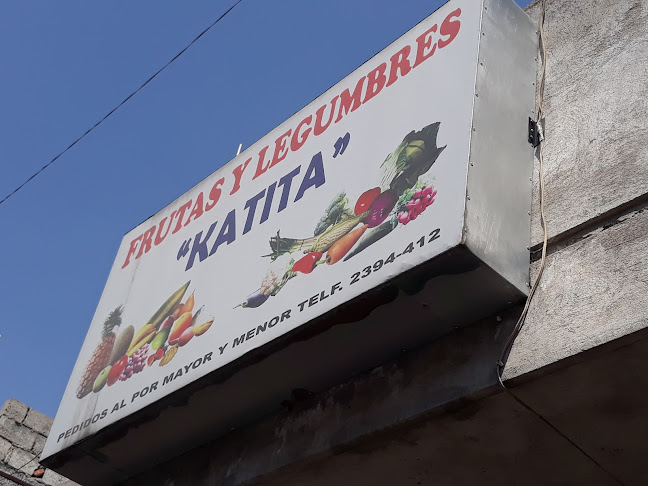 FRUTAS Y LEGUMBRES
"KATITA"
PEDIDOS AL POR MAYOR Y MENOR TELF. 2394-412